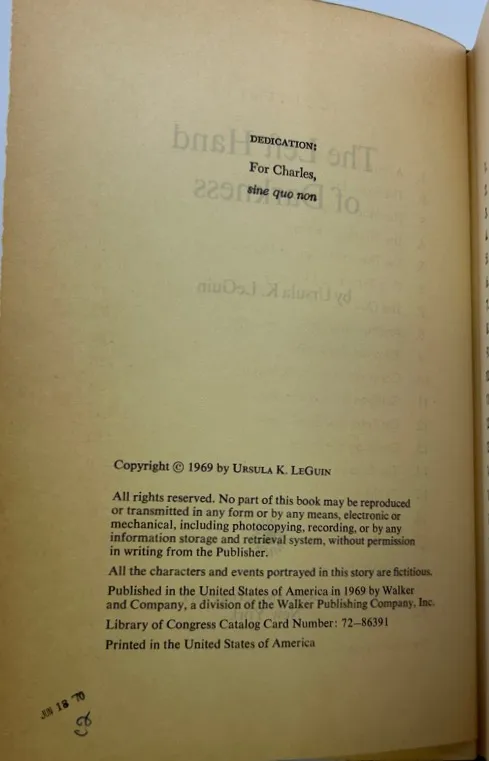 DEDICATION:
For Charles,
sine quo non
Copyright © 1969 by URSULA K. LEGUIN
All rights reserved. No part of this book may be reproduced
or transmitted in any form or by any means, electronic or
mechanical, including photocopying, recording, or by any
information storage and retrieval system, without permission
in writing from the Publisher.
All the characters and events portrayed in this story are fictitious.
Published in the United States of America in 1969 by Walker
and Company, a division of the Walker Publishing Company, Inc.
Library of Congress Catalog Card Number: 72–86391
Printed in the United States of America
JUN 18 '70